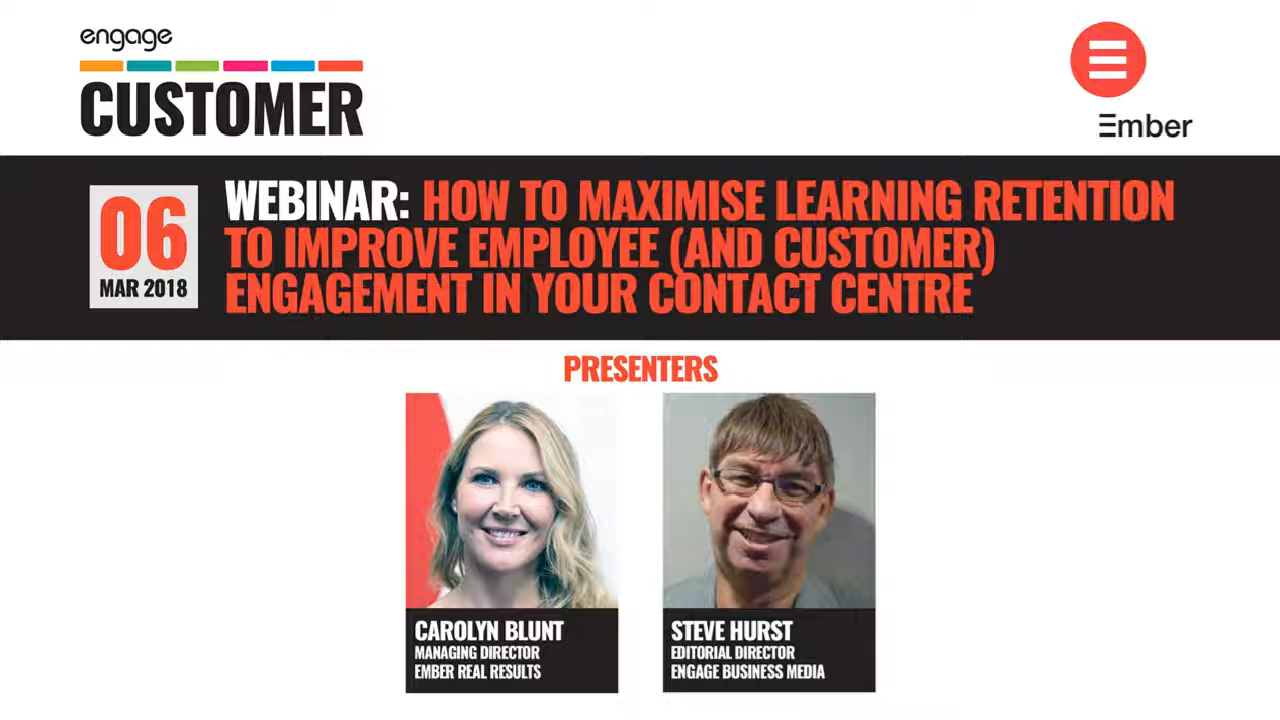 engage
CUSTOMER
Ember
06
MAR 2018
WEBINAR: HOW TO MAXIMISE LEARNING RETENTION
TO IMPROVE EMPLOYEE (AND CUSTOMER)
ENGAGEMENT IN YOUR CONTACT CENTRE
PRESENTERS
CAROLYN BLUNT
MANAGING DIRECTOR
EMBER REAL RESULTS
STEVE HURST
EDITORIAL DIRECTOR
ENGAGE BUSINESS MEDIA